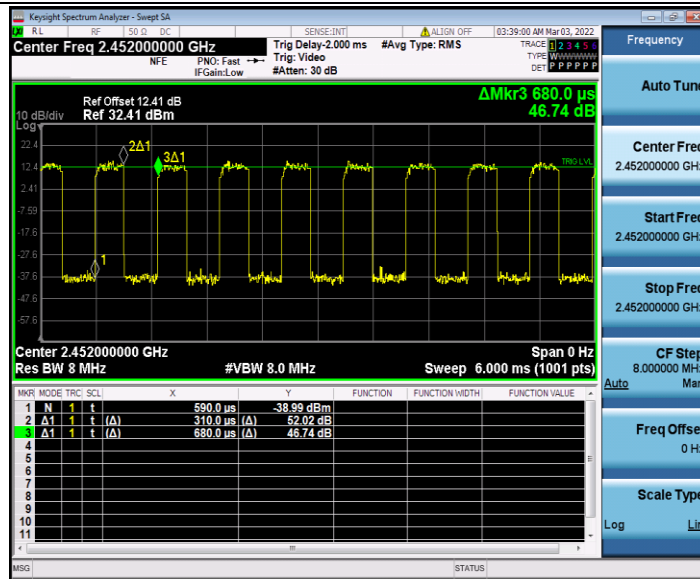 Keysight Spectrum Analyzer - Swept SA
RL RF 50 Ω DC SENSE:INT ALIGN OFF 03:39:00 AM Mar 03, 2022
Center Freq 2.452000000 GHz
NFE PNO: Fast IFGain:Low
Trig Delay-2.000 ms #Avg Type: RMS
Trig: Video
#Atten: 30 dB
TRACE 1 2 3 4 5 6
TYPE WWWWWW
DET P P P P P P
Ref Offset 12.41 dB
10 dB/div Ref 32.41 dBm
Log
ΔMkr3 680.0 µs
46.74 dB
22.4
12.4
2.41
-7.59
-17.6
-27.6
-37.6
-47.6
-57.6
2Δ1
3Δ1
1
TRIG LVL
Center 2.452000000 GHz Span 0 Hz
Res BW 8 MHz #VBW 8.0 MHz Sweep 6.000 ms (1001 pts)
MKR MODE TRC SCL X Y FUNCTION FUNCTION WIDTH FUNCTION VALUE
1 N 1 t 590.0 µs -38.99 dBm
2 Δ1 1 t (Δ) 310.0 µs (Δ) 52.02 dB
3 Δ1 1 t (Δ) 680.0 µs (Δ) 46.74 dB
4
5
6
7
8
9
10
11
MSG STATUS
Frequency
Auto Tune
Center Freq
2.452000000 GHz
Start Freq
2.452000000 GHz
Stop Freq
2.452000000 GHz
CF Step
8.000000 MHz
Auto Man
Freq Offset
0 Hz
Scale Type
Log Lin